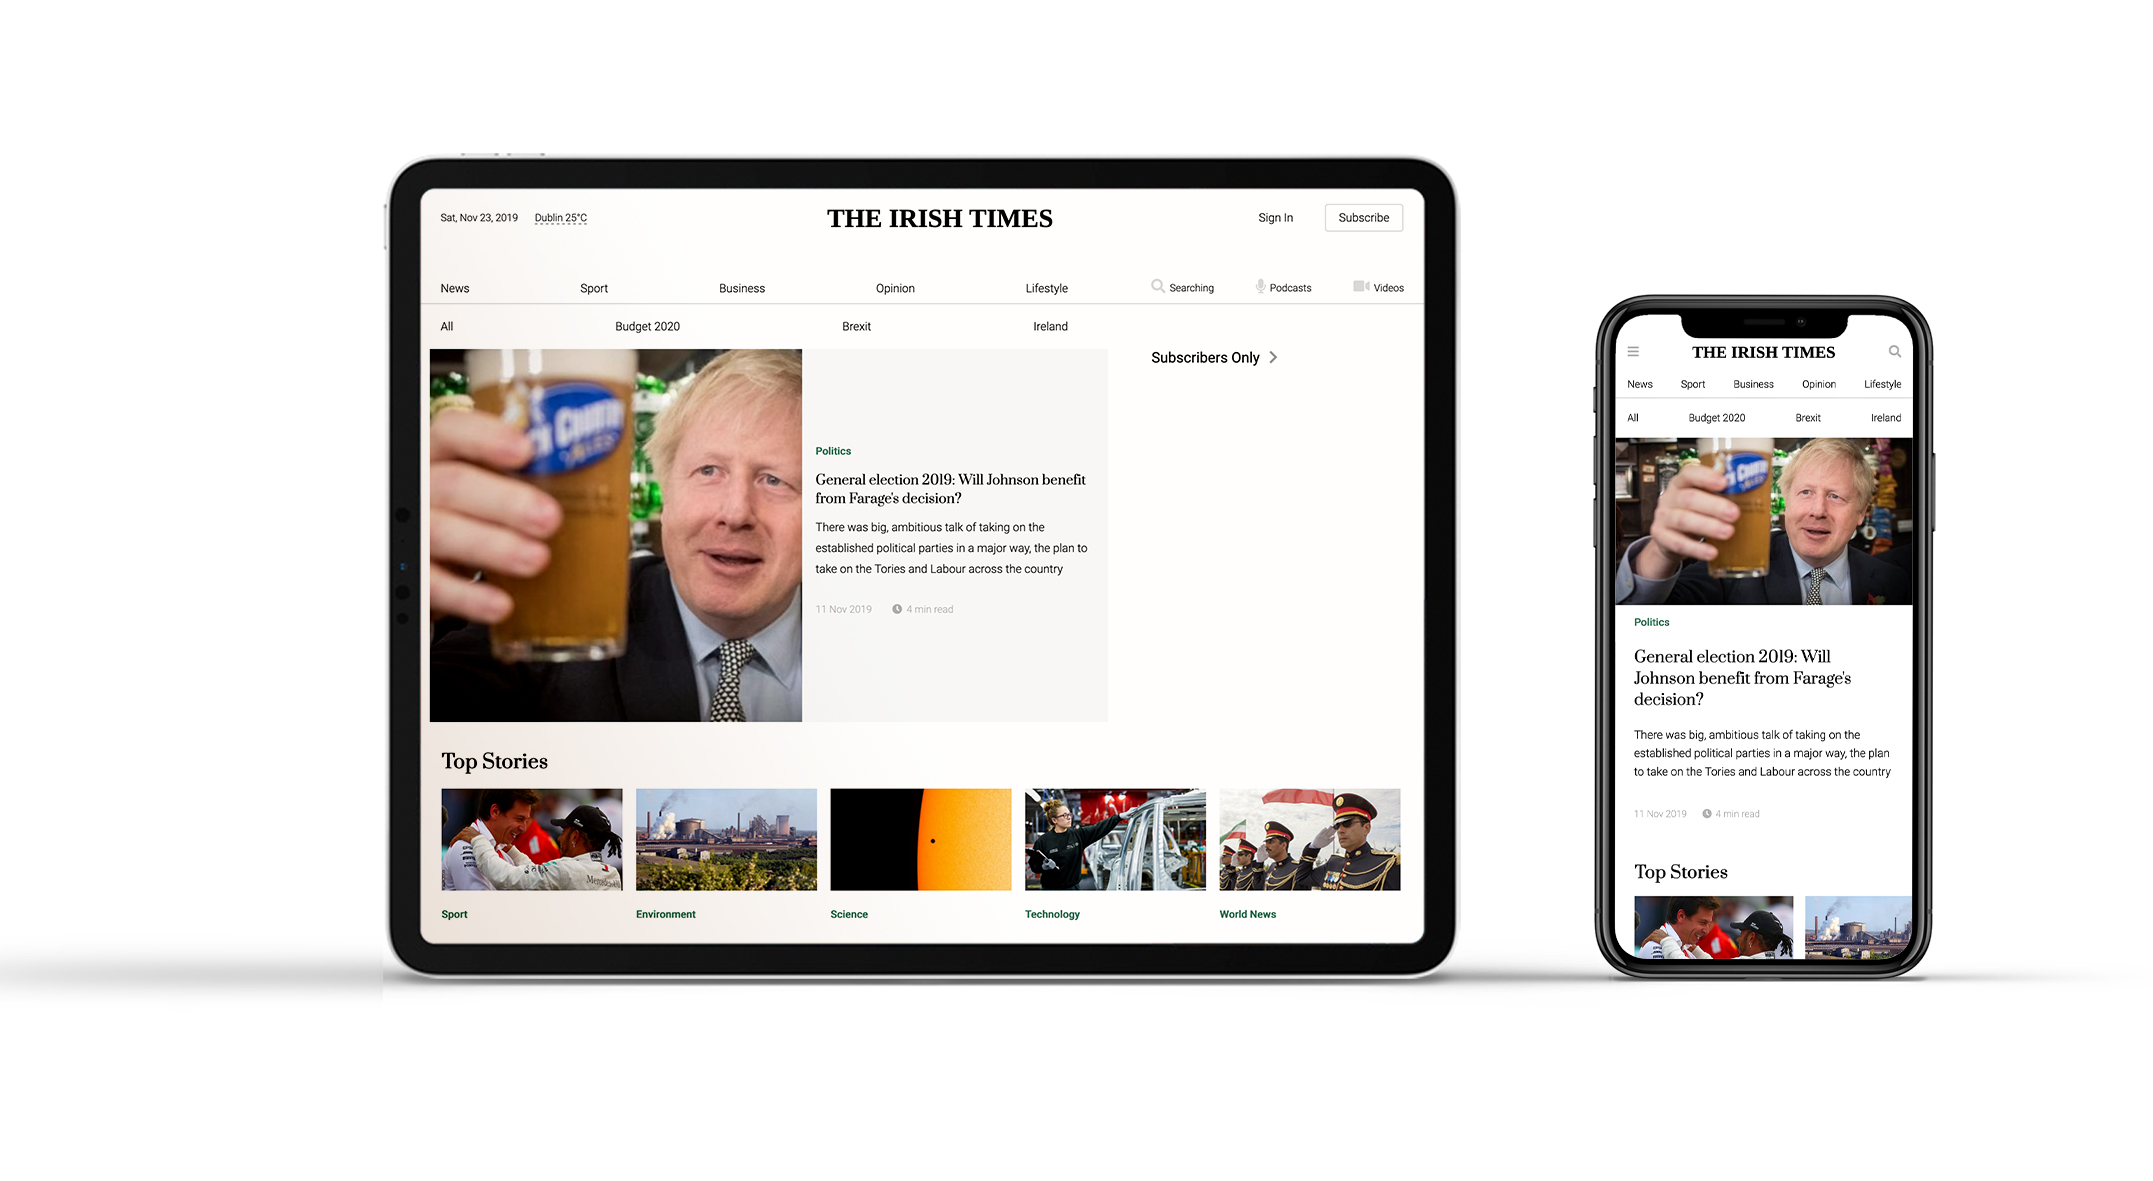 Sat, Nov 23, 2019 Dublin 25°C THE IRISH TIMES Sign In Subscribe
News Sport Business Opinion Lifestyle Searching Podcasts Videos
All Budget 2020 Brexit Ireland
Subscribers Only
Politics
General election 2019: Will Johnson benefit
from Farage's decision?
There was big, ambitious talk of taking on the
established political parties in a major way, the plan to
take on the Tories and Labour across the country
11 Nov 2019 4 min read
Top Stories
Sport Environment Science Technology World News
THE IRISH TIMES
News Sport Business Opinion Lifestyle
All Budget 2020 Brexit Ireland
Politics
General election 2019: Will
Johnson benefit from Farage's
decision?
There was big, ambitious talk of taking on the
established political parties in a major way, the plan
to take on the Tories and Labour across the country
11 Nov 2019 4 min read
Top Stories